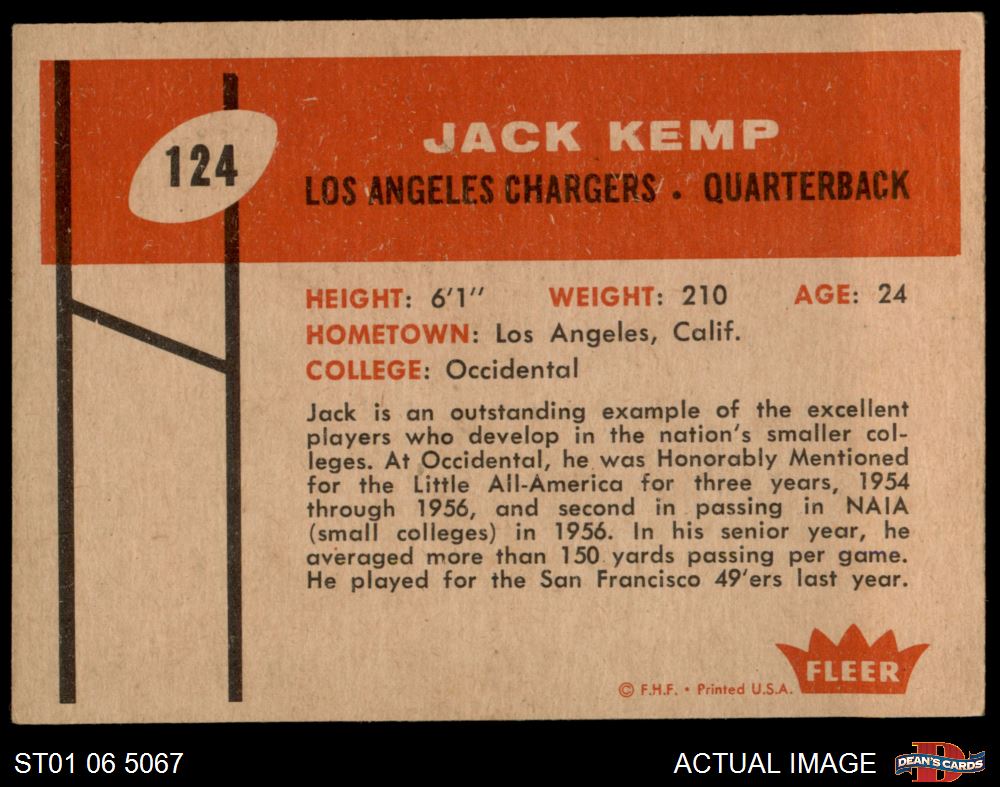 124
JACK KEMP
LOS ANGELES CHARGERS . QUARTERBACK
HEIGHT: 6'1" WEIGHT: 210 AGE: 24
HOMETOWN: Los Angeles, Calif.
COLLEGE: Occidental
Jack is an outstanding example of the excellent
players who develop in the nation's smaller col-
leges. At Occidental, he was Honorably Mentioned
for the Little All-America for three years, 1954
through 1956, and second in passing in NAIA
(small colleges) in 1956. In his senior year, he
averaged more than 150 yards passing per game.
He played for the San Francisco 49'ers last year.
FLEER
© F.H.F. • Printed U.S.A.
ST01 06 5067
ACTUAL IMAGE
D
DEAN'S CARDS